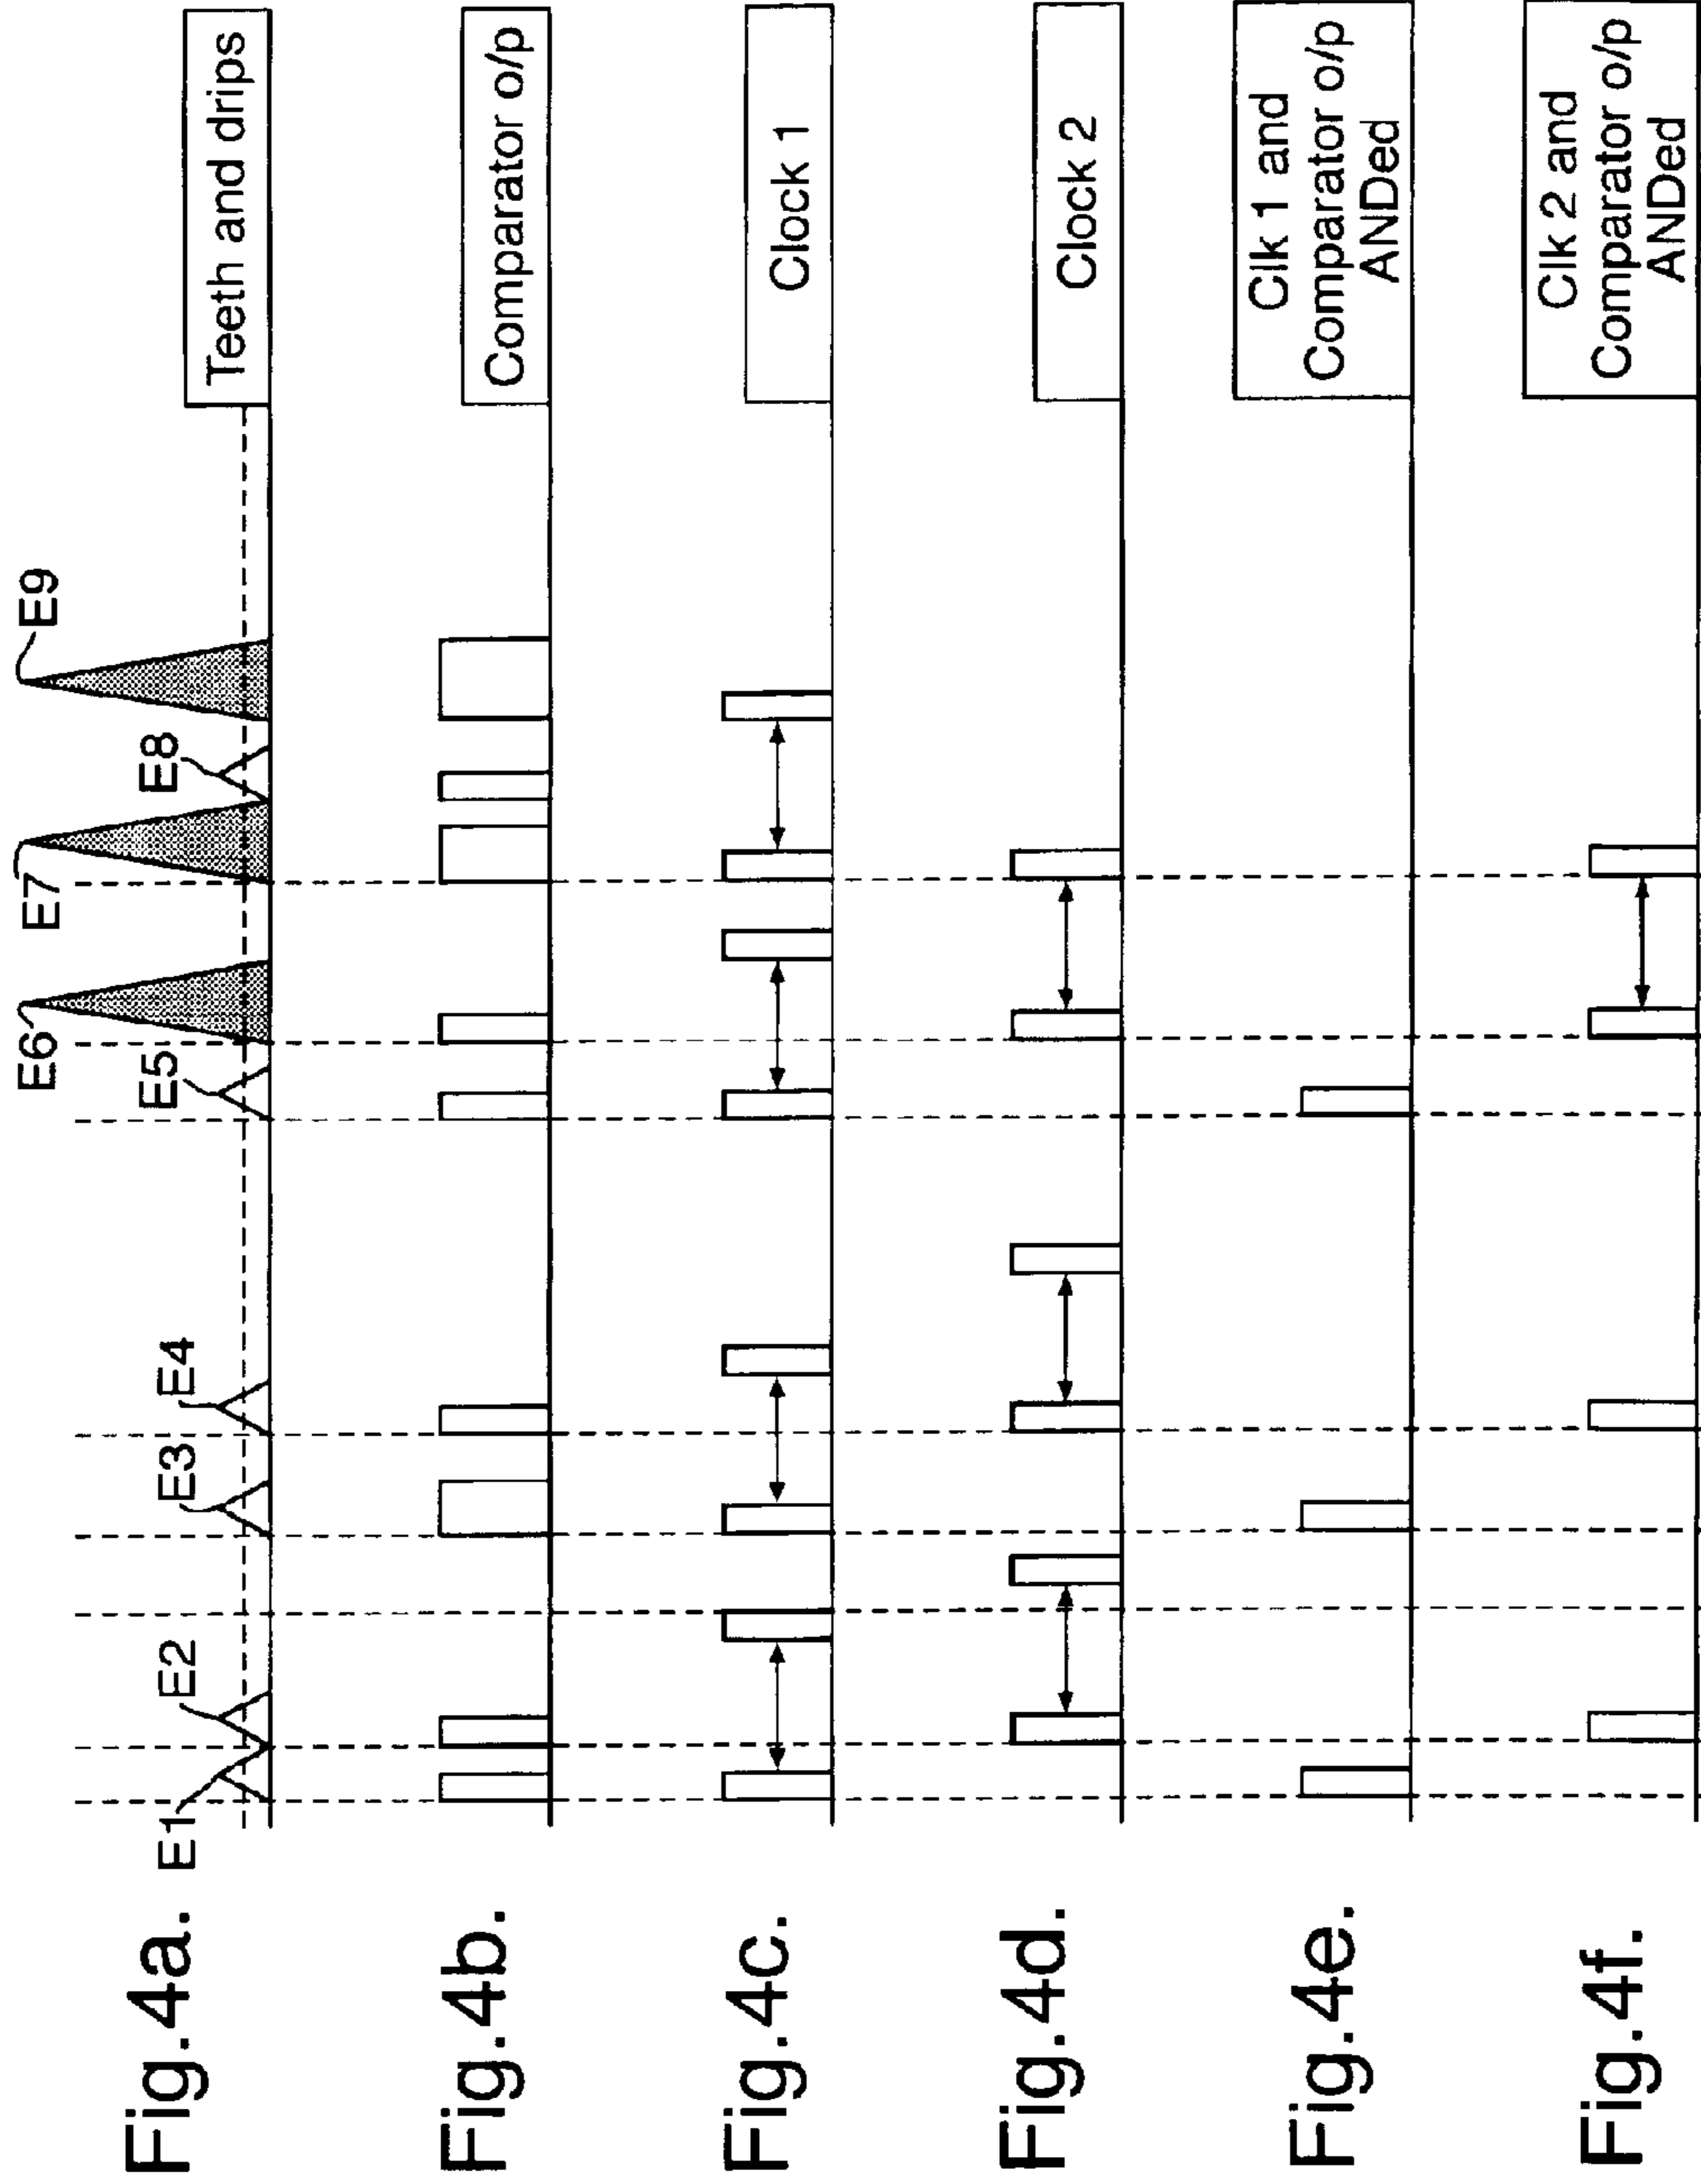 Fig.4a.
E1
E2
E3
E4
E5
E6
E7
E8
E9
Teeth and drips
Fig.4b.
Comparator o/p
Fig.4c.
Clock 1
Fig.4d.
Clock 2
Fig.4e.
Clk 1 and
Comparator o/p
ANDed
Fig.4f.
Clk 2 and
Comparator o/p
ANDed